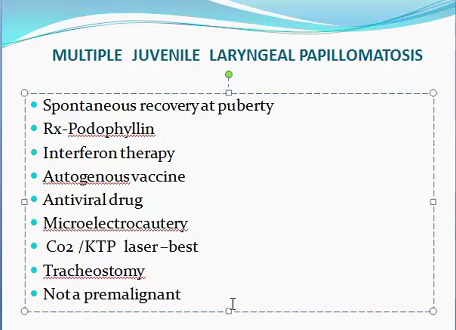 MULTIPLE JUVENILE LARYNGEAL PAPILLOMATOSIS
Spontaneous recovery at puberty
Rx-Podophyllin
Interferon therapy
Autogenous vaccine
Antiviral drug
Microelectrocautery
Co2 /KTP laser–best
Tracheostomy
Not a premalignant